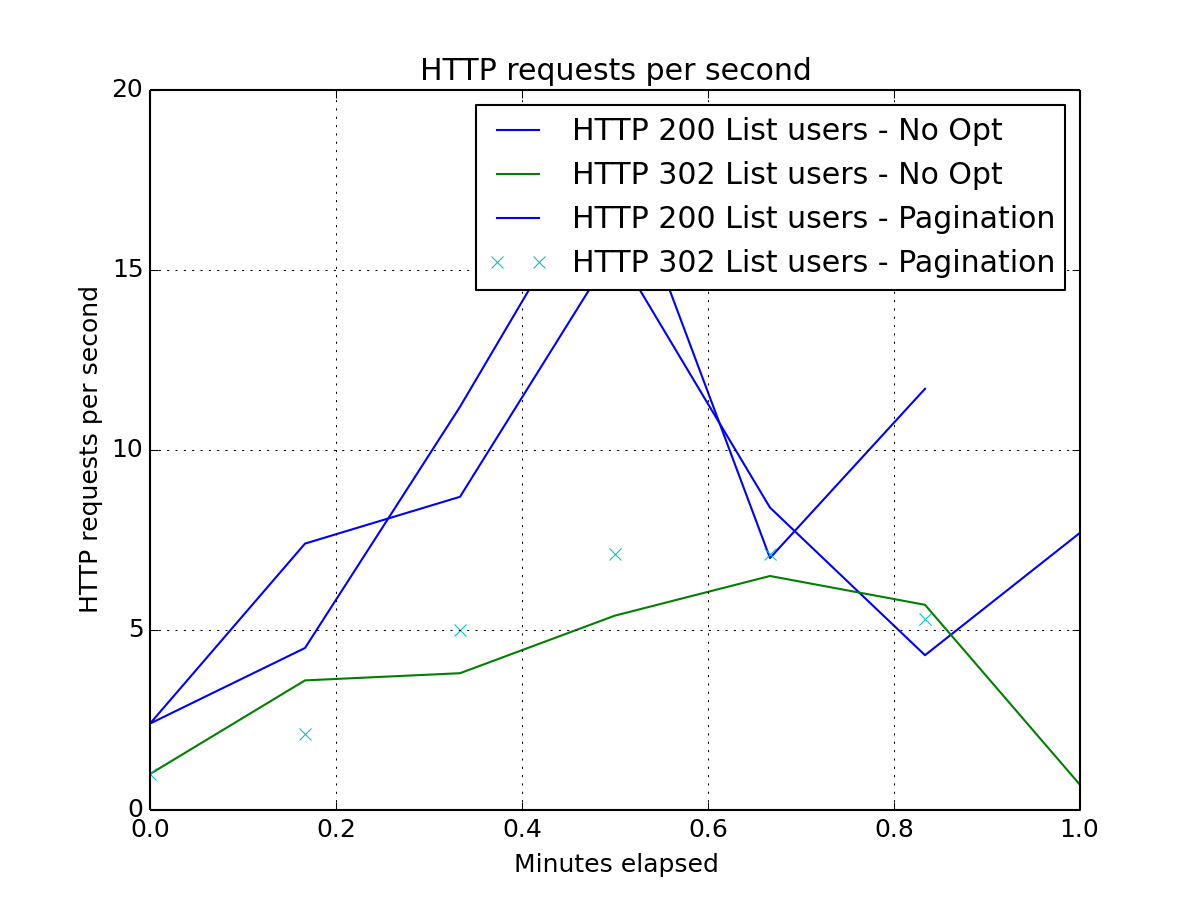 HTTP requests per second
20
HTTP 200 List users - No Opt
HTTP 302 List users - No Opt
HTTP 200 List users - Pagination
HTTP 302 List users - Pagination
15
10
5
0
HTTP requests per second
0.0 0.2 0.4 0.6 0.8 1.0
Minutes elapsed